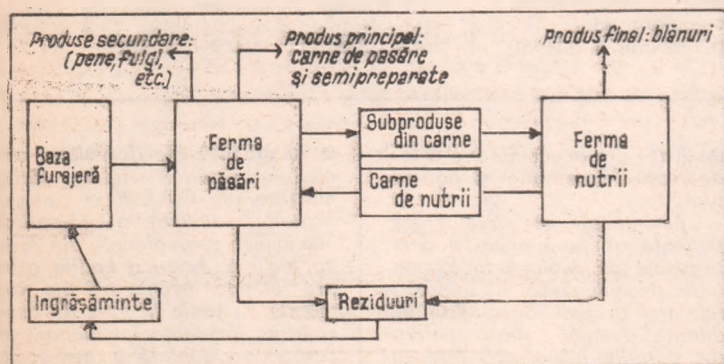 Produse secundare:
(pene, fulgi,
etc.)
Produs principal:
carne de pasăre
și semipreparate
Produs final: blănuri
Baza
furajeră
Ferma
de
păsări
Subproduse
din carne
Carne
de nutrii
Ferma
de
nutrii
Ingrășăminte
Reziduuri